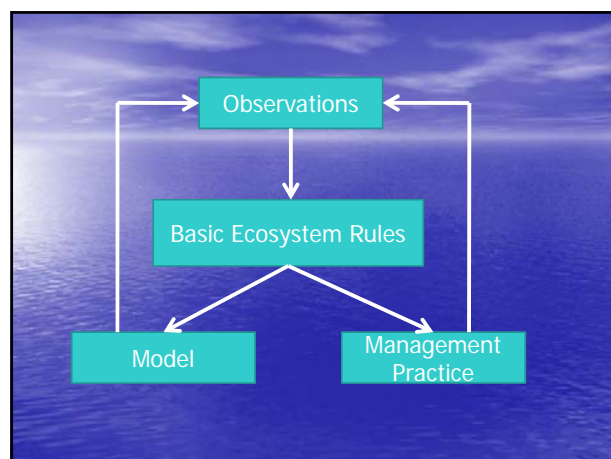 Observations
Basic Ecosystem Rules
Model
Management
Practice